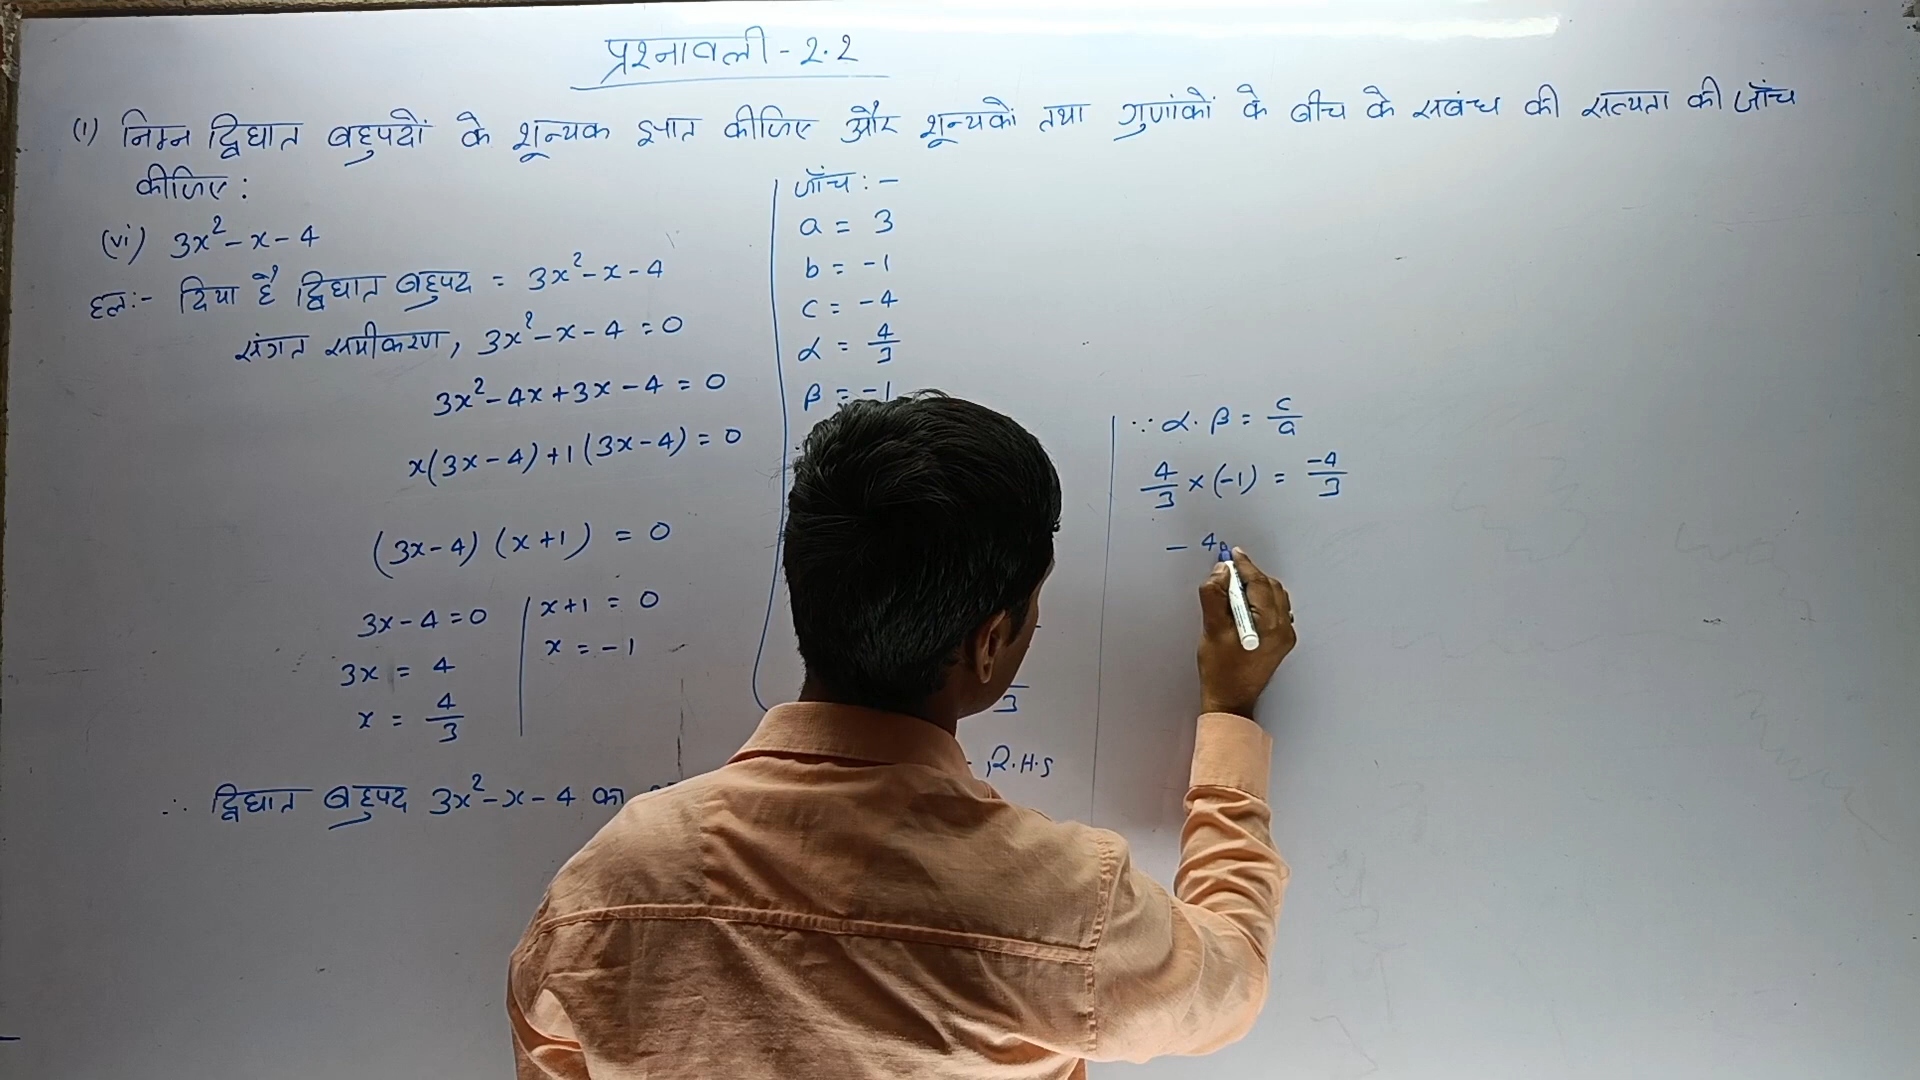 प्रश्नावली - 2.2
(1) निम्न द्विघात बहुपदों के शून्यक ज्ञात कीजिए और शून्यकों तथा गुणांकों के बीच के सबंध की सत्यता की जाँच
कीजिए :
(vi) 3x² - x - 4
हल:- दिया है द्विघात बहुपद = 3x² - x - 4
संगत समीकरण, 3x² - x - 4 = 0
3x² - 4x + 3x - 4 = 0
x(3x - 4) + 1(3x - 4) = 0
(3x - 4) (x + 1) = 0
3x - 4 = 0
3x = 4
x = 4/3
x + 1 = 0
x = -1
∴ द्विघात बहुपद 3x² - x - 4 का
जाँच : -
a = 3
b = -1
c = -4
α = 4/3
β = -1
3
, R.H.S
∵ α . β = c/a
4/3 × (-1) = -4/3
- 4